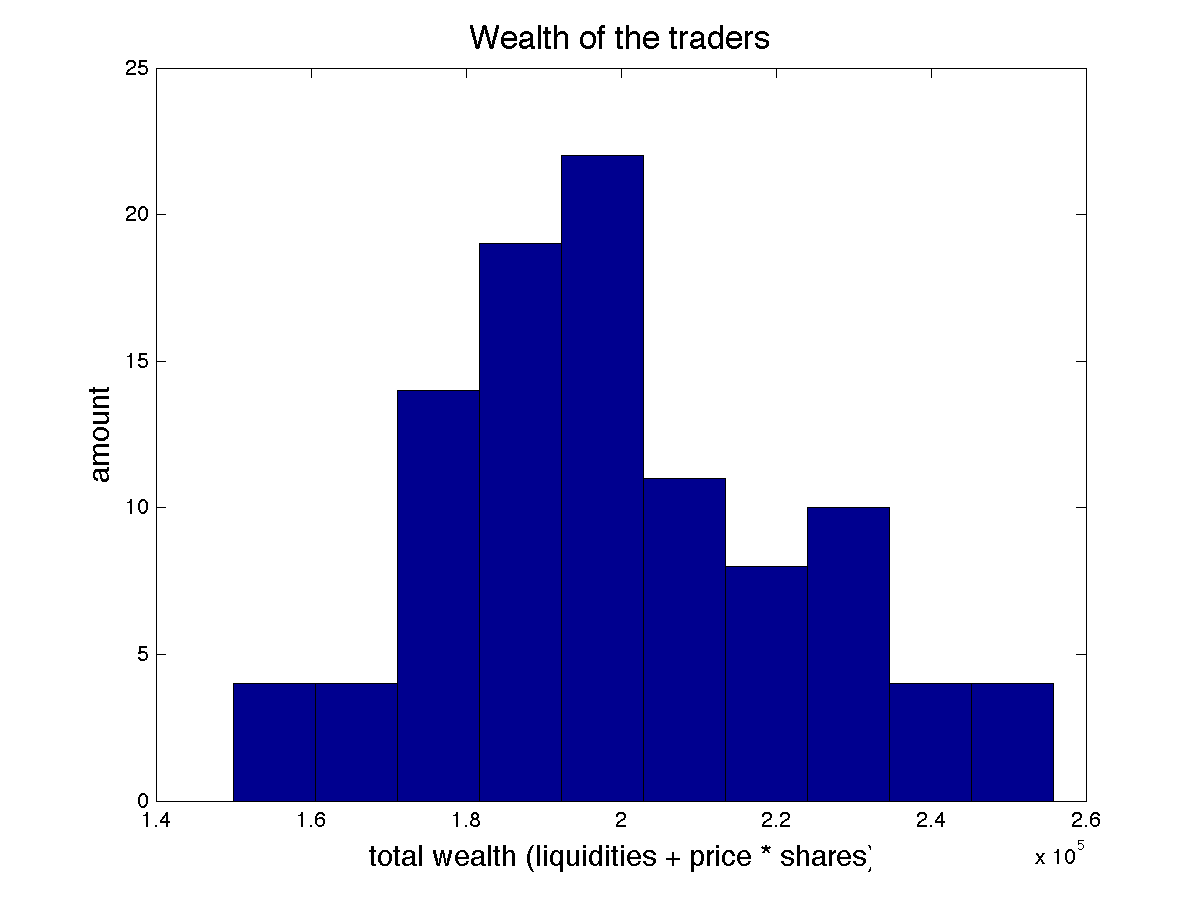 Wealth of the traders
25
20
15
10
5
0
amount
1.4 1.6 1.8 2 2.2 2.4 2.6
total wealth (liquidities + price * shares)
x 10^5